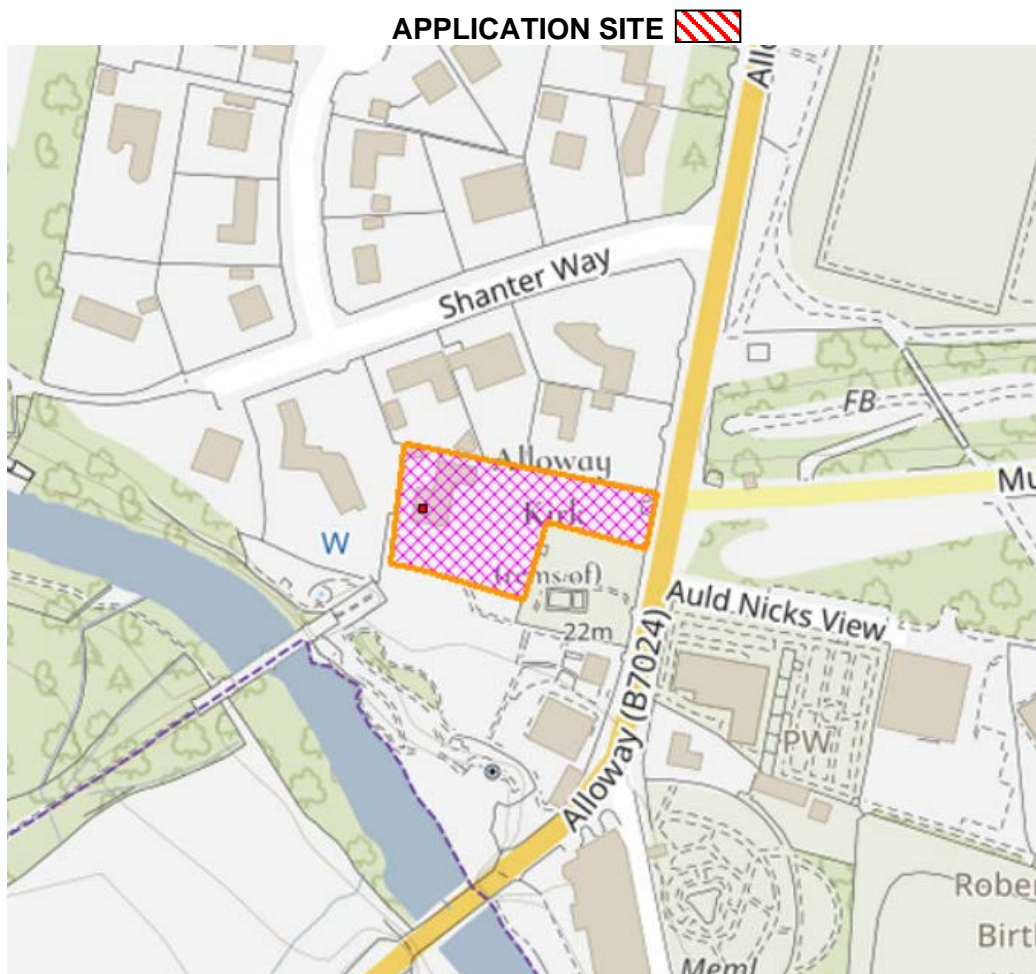 APPLICATION SITE
Allo
Shanter Way
FB
Alloway
Mu
Kirk
W
(rems of)
Auld Nicks View
22m
Alloway (B7024)
PW
Rober
Birt
Meml